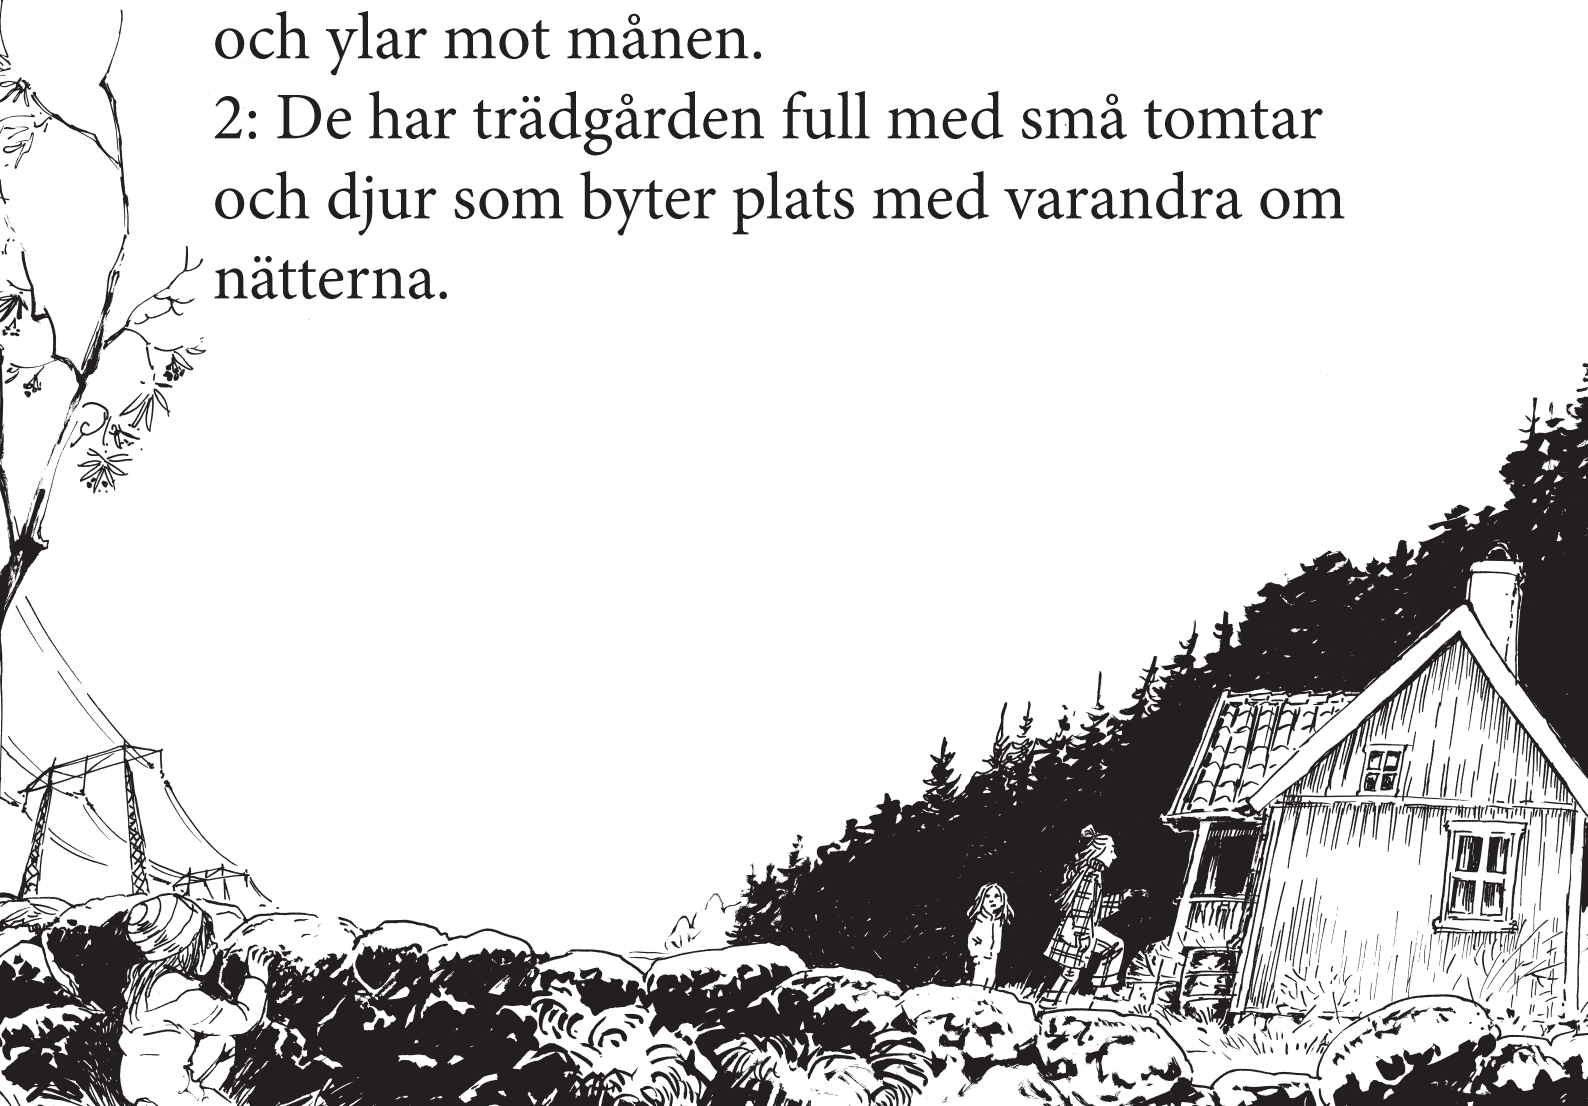 och ylar mot månen.
2: De har trädgården full med små tomtar
och djur som byter plats med varandra om
nätterna.